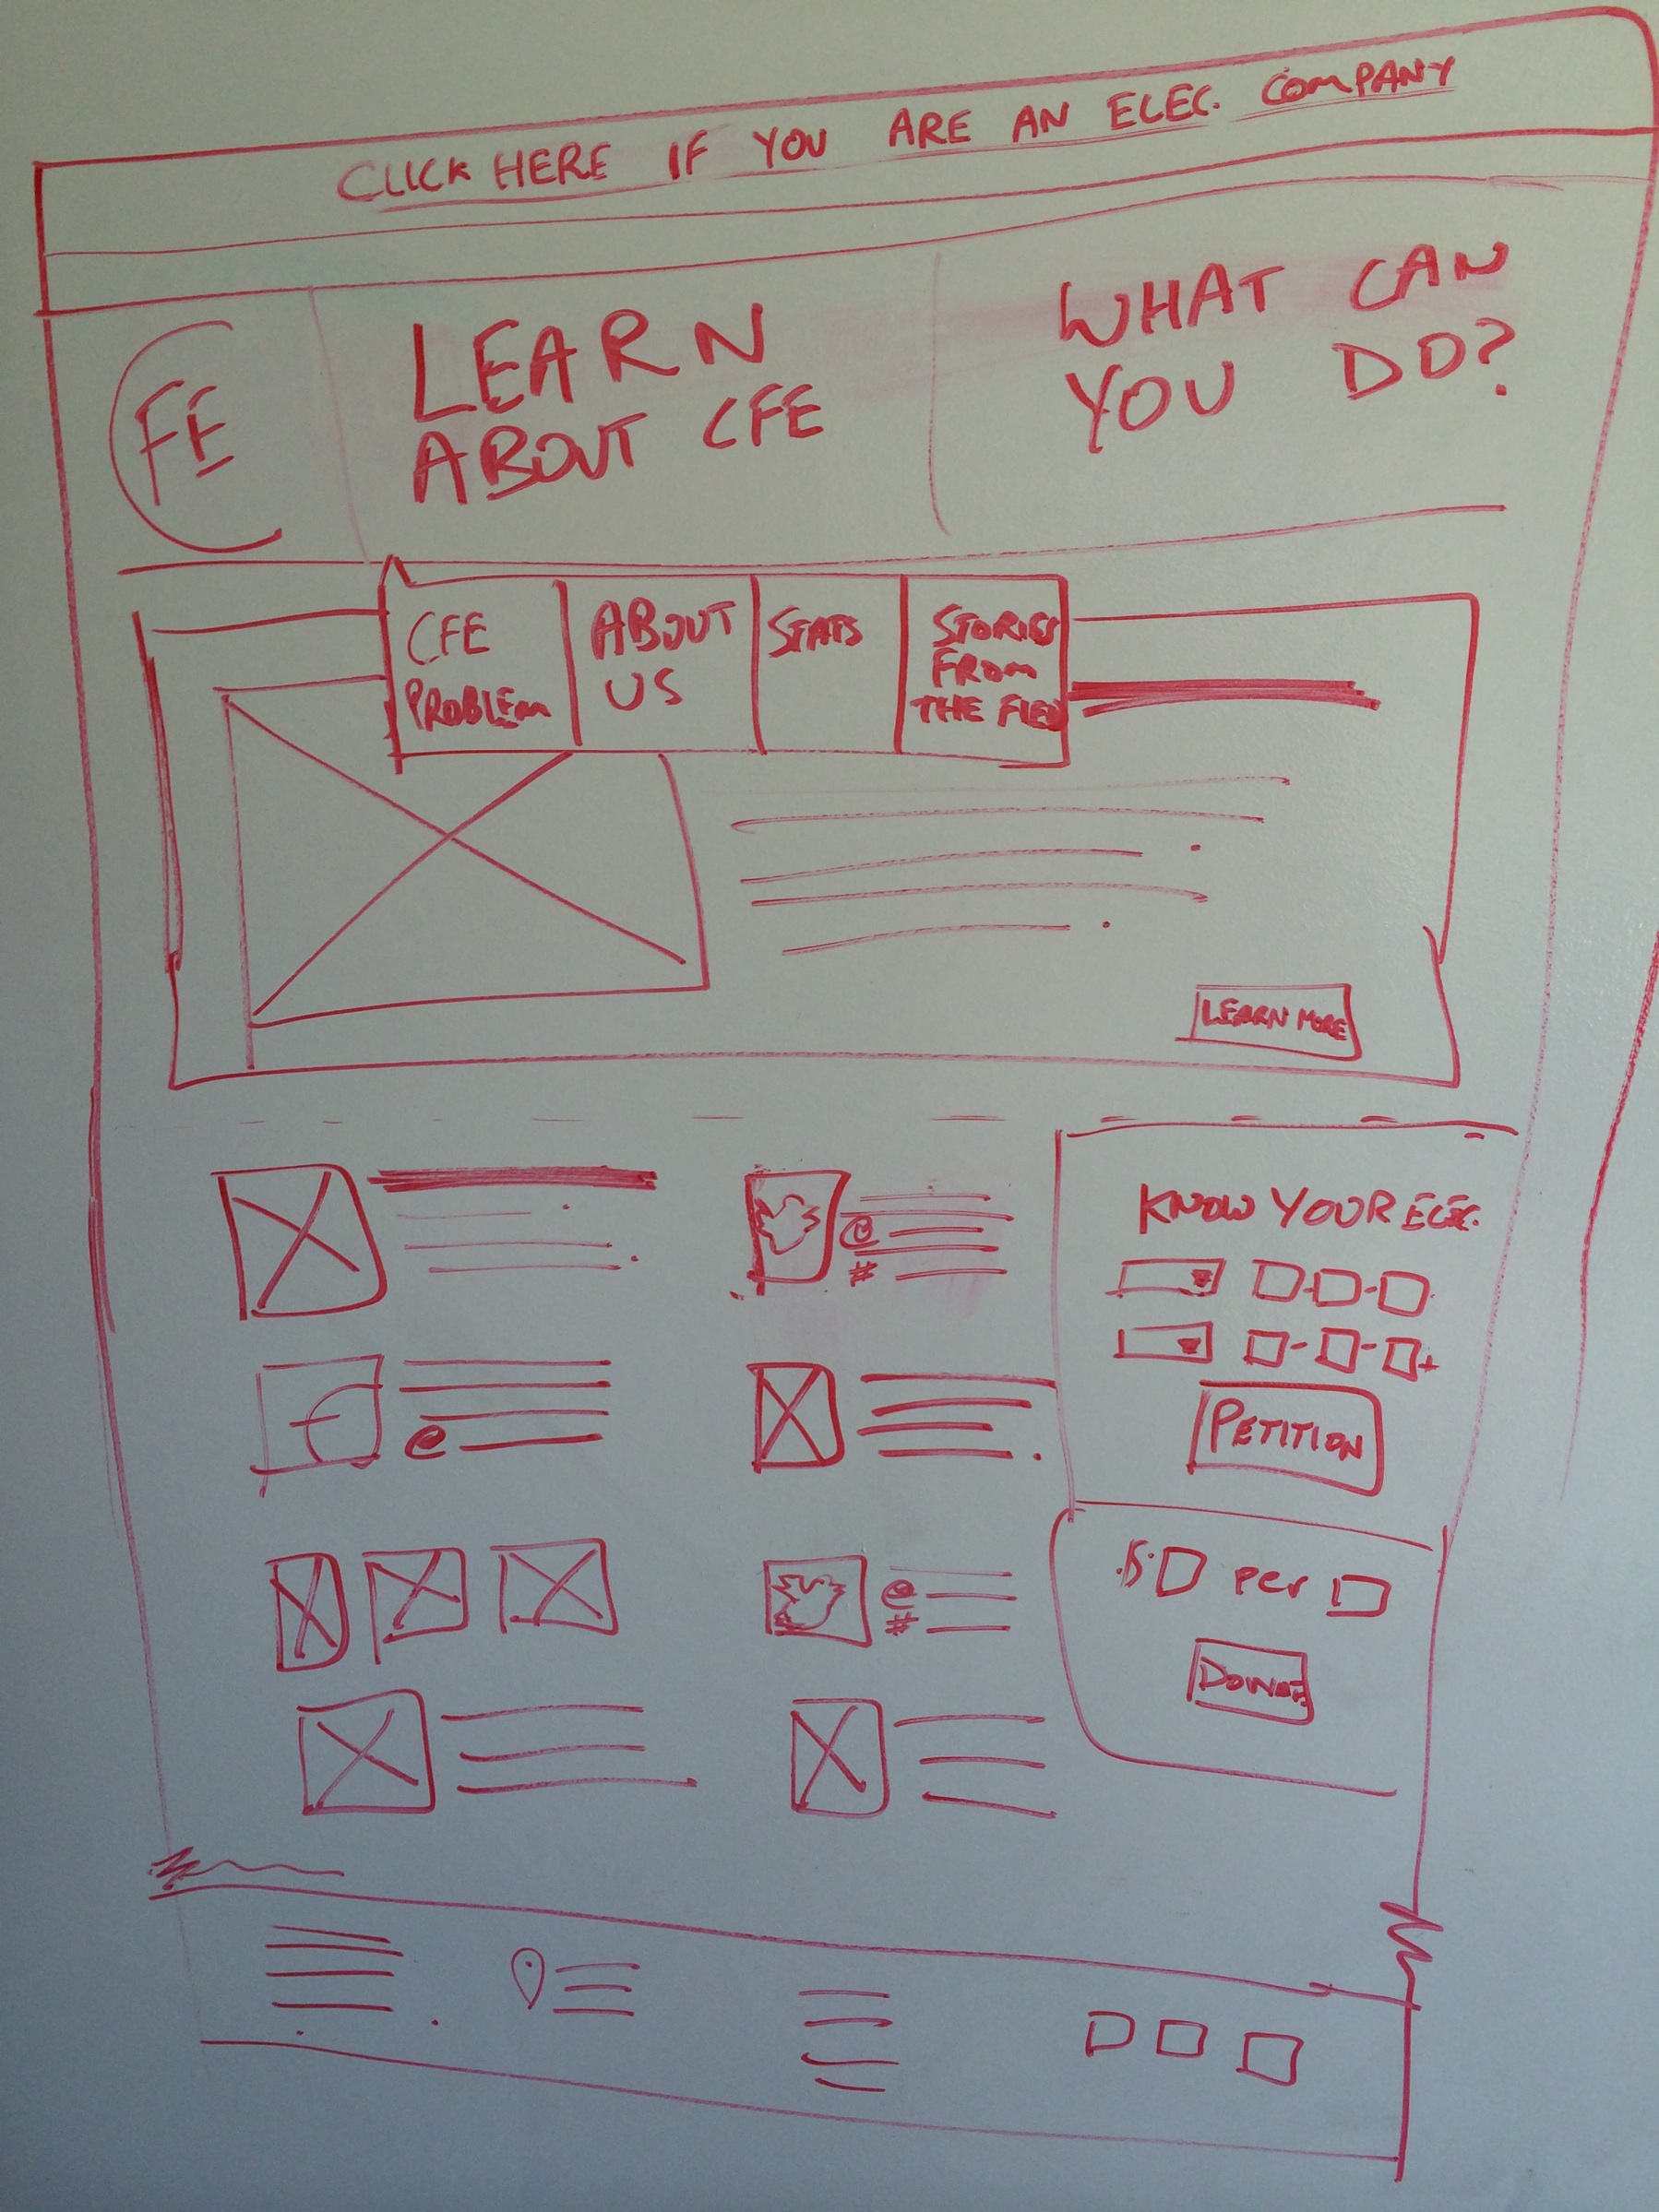 CLICK HERE IF YOU ARE AN ELEC. COMPANY
CFE
LEARN
ABOUT CFE
WHAT CAN
YOU DO?
CFE
PROBLEM
ABOUT
US
STATS
STORIES
FROM
THE FIELD
LEARN MORE
@
#
KNOW YOUR ELEC.
@
PETITION
@
#
per